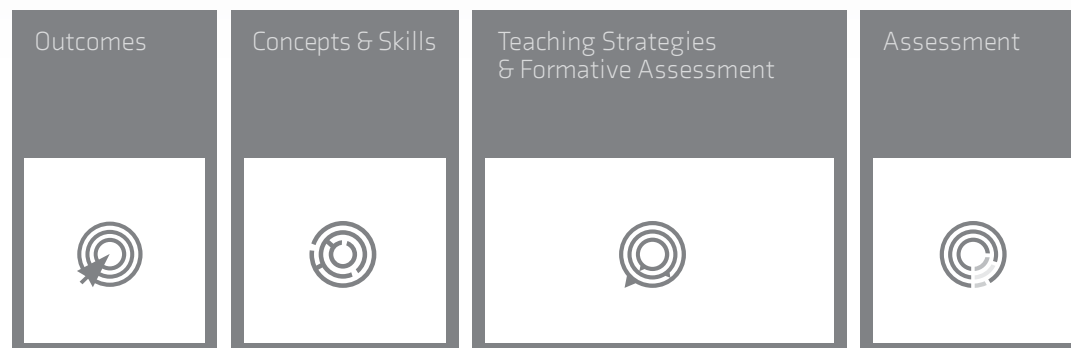 Outcomes
Concepts & Skills
Teaching Strategies
& Formative Assessment
Assessment